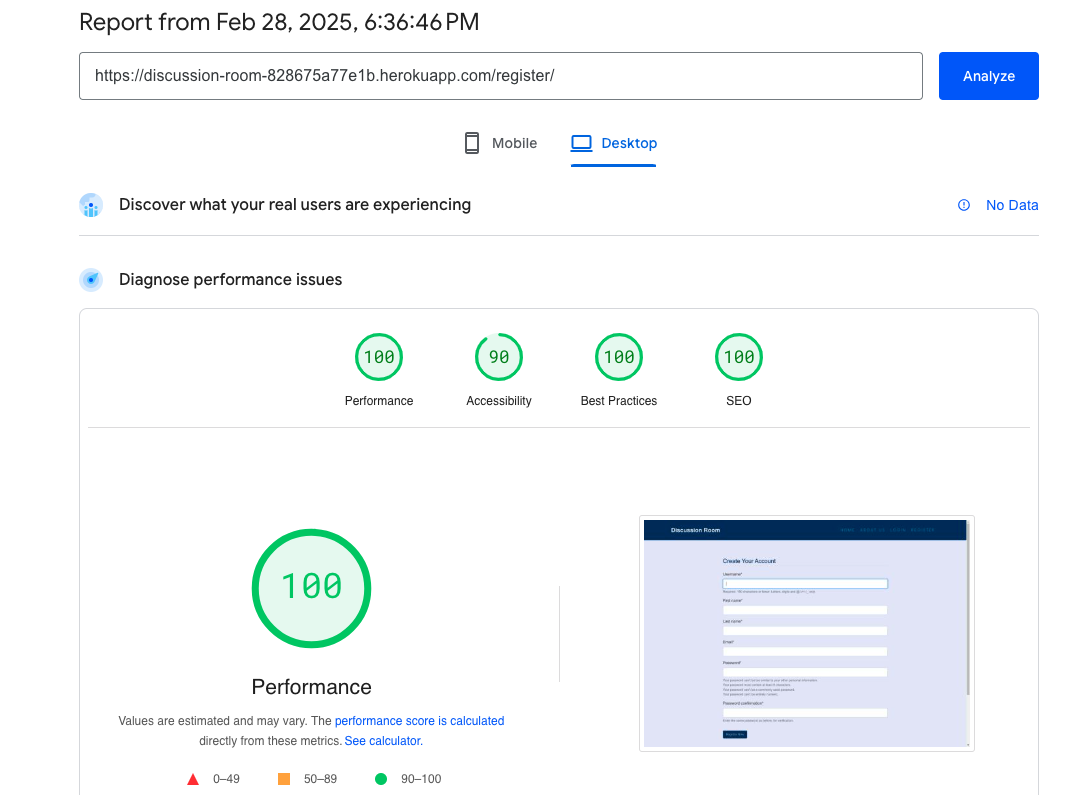 Report from Feb 28, 2025, 6:36:46 PM
https://discussion-room-828675a77e1b.herokuapp.com/register/
Analyze
Mobile
Desktop
Discover what your real users are experiencing
No Data
Diagnose performance issues
100
90
100
100
Performance
Accessibility
Best Practices
SEO
100
Performance
Values are estimated and may vary. The performance score is calculated
directly from these metrics. See calculator.
0–49
50–89
90–100
Discussion Room
Create Your Account
Username*
First name*
Last name*
Email*
Password*
Password confirmation*